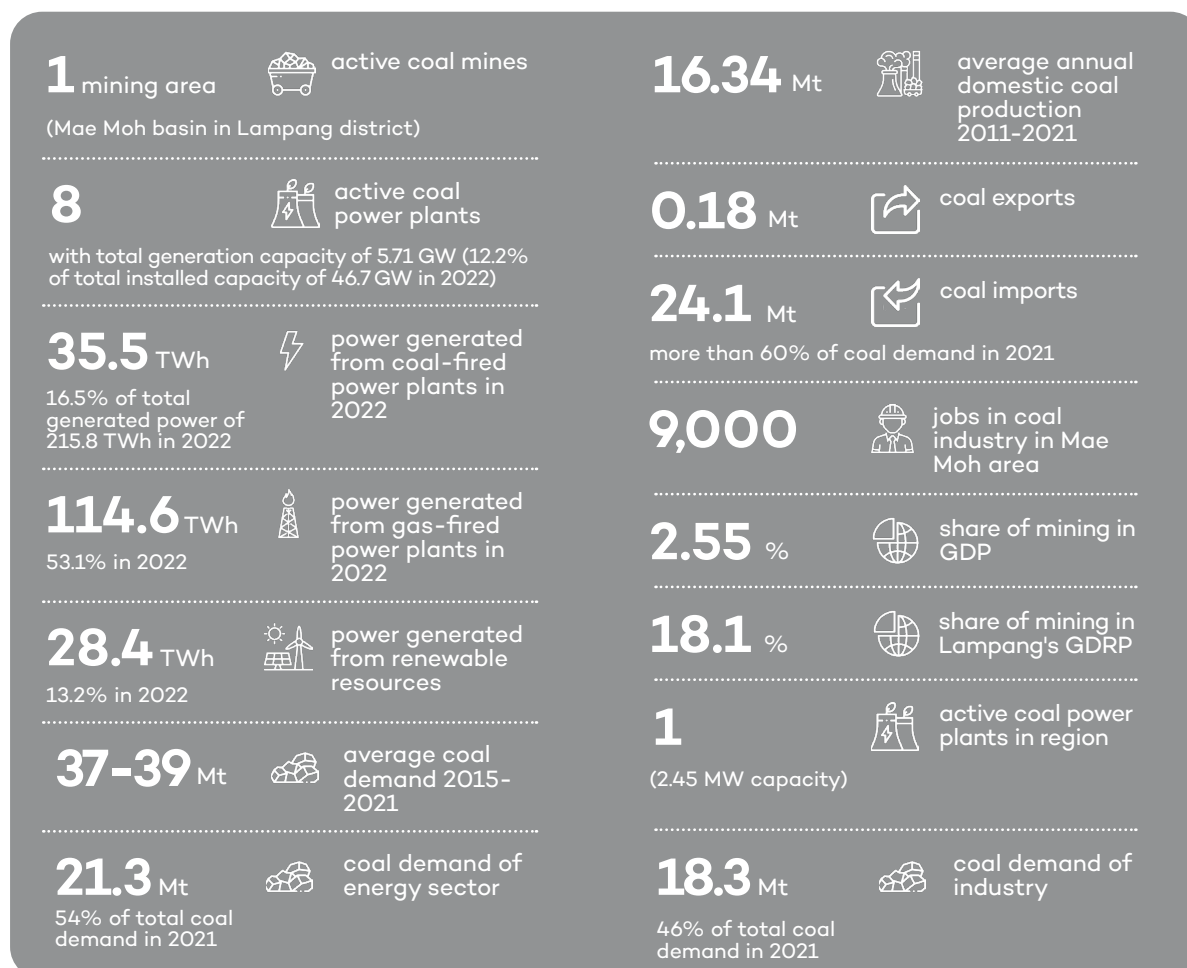 1 mining area
active coal mines
(Mae Moh basin in Lampang district)
8
active coal
power plants
with total generation capacity of 5.71 GW (12.2%
of total installed capacity of 46.7 GW in 2022)
35.5 TWh
power generated
from coal-fired
power plants in
2022
16.5% of total
generated power of
215.8 TWh in 2022
114.6 TWh
power generated
from gas-fired
power plants in
2022
53.1% in 2022
28.4 TWh
power generated
from renewable
resources
13.2% in 2022
37-39 Mt
average coal
demand 2015-
2021
21.3 Mt
coal demand of
energy sector
54% of total coal
demand in 2021
16.34 Mt
average annual
domestic coal
production
2011-2021
0.18 Mt
coal exports
24.1 Mt
coal imports
more than 60% of coal demand in 2021
9,000
jobs in coal
industry in Mae
Moh area
2.55 %
share of mining in
GDP
18.1 %
share of mining in
Lampang's GDRP
1
active coal power
plants in region
(2.45 MW capacity)
18.3 Mt
coal demand of
industry
46% of total coal
demand in 2021